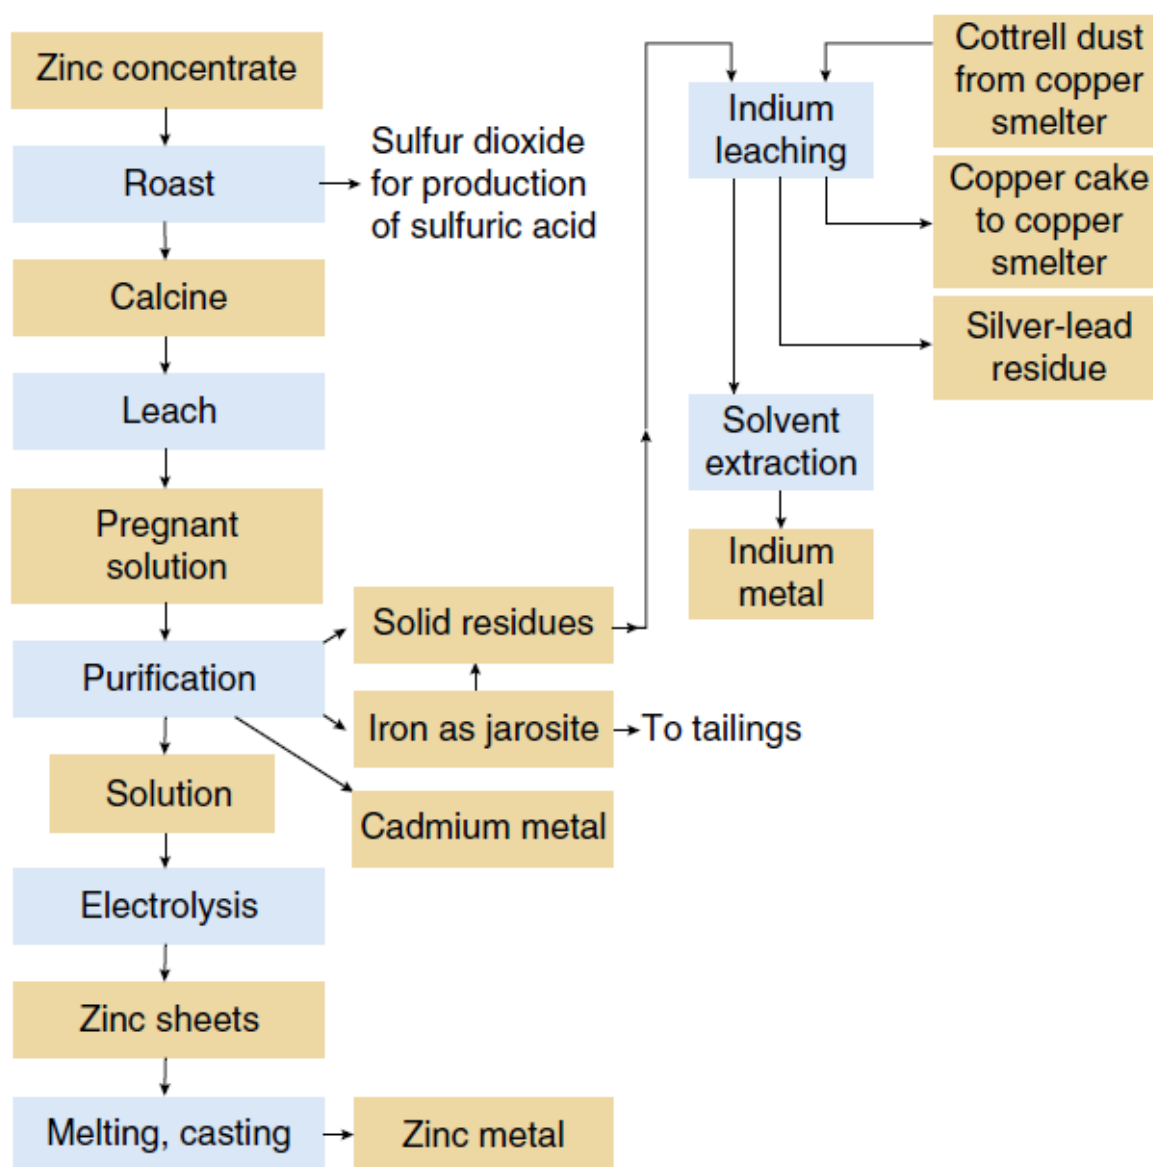 Zinc concentrate
Roast
Sulfur dioxide
for production
of sulfuric acid
Calcine
Leach
Pregnant
solution
Purification
Solid residues
Iron as jarosite
To tailings
Cadmium metal
Solution
Electrolysis
Zinc sheets
Melting, casting
Zinc metal
Indium
leaching
Cottrell dust
from copper
smelter
Copper cake
to copper
smelter
Silver-lead
residue
Solvent
extraction
Indium
metal